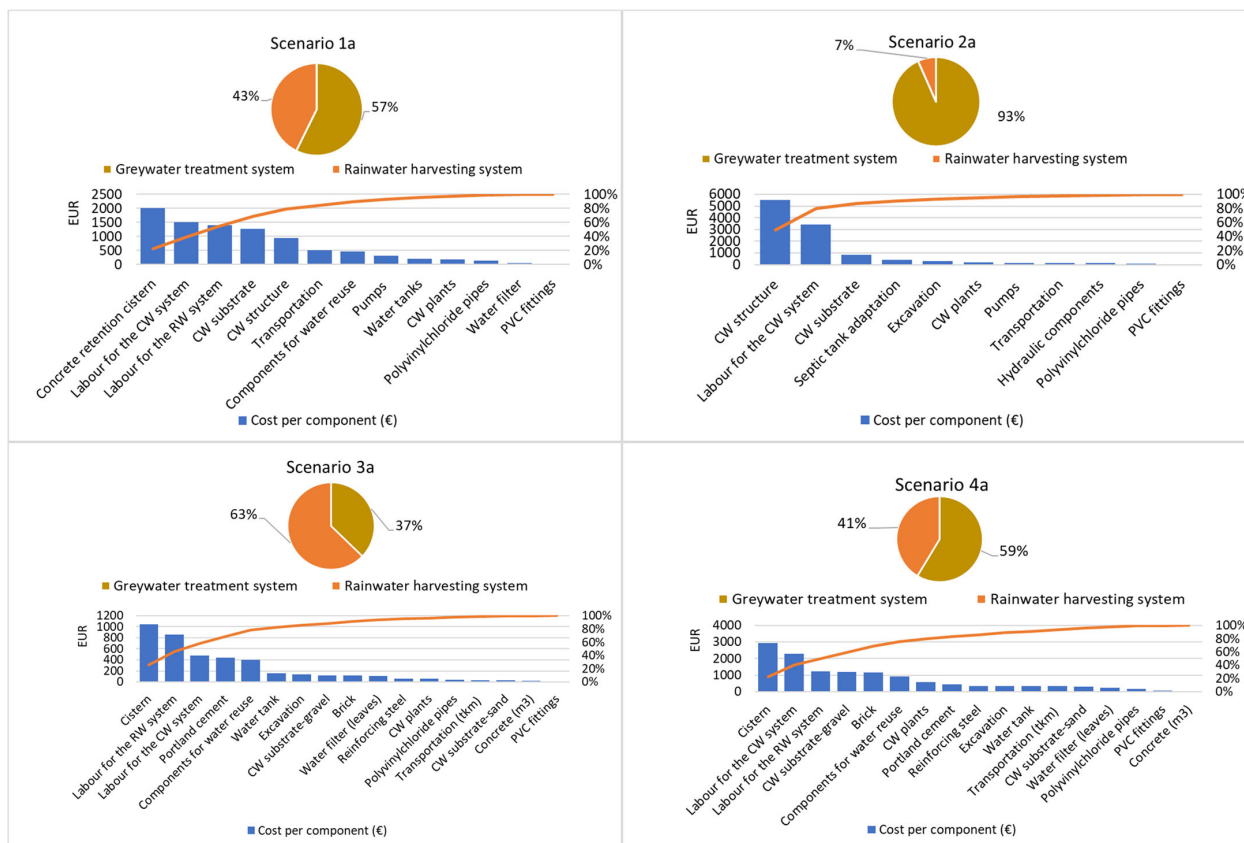 Scenario 1a
43%
57%
Greywater treatment system
Rainwater harvesting system
EUR
2500
2000
1500
1000
500
0
100%
80%
60%
40%
20%
0%
Concrete retention cistern
Labour for the CW system
Labour for the RW system
CW substrate
CW structure
Transportation
Components for water reuse
Pumps
Water tanks
CW plants
Polyvinylchloride pipes
Water filter
PVC fittings
Cost per component (€)
Scenario 2a
7%
93%
Greywater treatment system
Rainwater harvesting system
EUR
6000
5000
4000
3000
2000
1000
0
100%
80%
60%
40%
20%
0%
CW structure
Labour for the CW system
CW substrate
Septic tank adaptation
Excavation
CW plants
Pumps
Transportation
Hydraulic components
Polyvinylchloride pipes
PVC fittings
Cost per component (€)
Scenario 3a
63%
37%
Greywater treatment system
Rainwater harvesting system
EUR
1200
1000
800
600
400
200
0
100%
80%
60%
40%
20%
0%
Cistern
Labour for the RW system
Labour for the CW system
Portland cement
Components for water reuse
Water tank
Excavation
CW substrate-gravel
Brick
Water filter (leaves)
Reinforcing steel
CW plants
Polyvinylchloride pipes
Transportation (tkm)
CW substrate-sand
Concrete (m3)
PVC fittings
Cost per component (€)
Scenario 4a
41%
59%
Greywater treatment system
Rainwater harvesting system
EUR
4000
3000
2000
1000
0
100%
80%
60%
40%
20%
0%
Cistern
Labour for the CW system
Labour for the RW system
CW substrate-gravel
Brick
Components for water reuse
CW plants
Portland cement
Reinforcing steel
Excavation
Water tank
Transportation (tkm)
CW substrate-sand
Water filter (leaves)
Polyvinylchloride pipes
PVC fittings
Concrete (m3)
Cost per component (€)